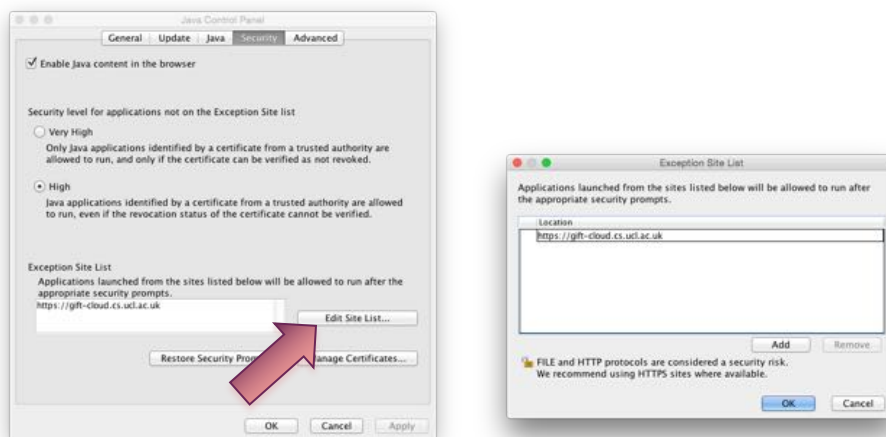 Java Control Panel
General Update Java Security Advanced
Enable Java content in the browser
Security level for applications not on the Exception Site list
Very High
Only Java applications identified by a certificate from a trusted authority are
allowed to run, and only if the certificate can be verified as not revoked.
High
Java applications identified by a certificate from a trusted authority are allowed
to run, even if the revocation status of the certificate cannot be verified.
Exception Site List
Applications launched from the sites listed below will be allowed to run after the
appropriate security prompts.
https://gift-cloud.cs.ucl.ac.uk
Edit Site List...
Restore Security
Certificates...
OK Cancel Apply
Exception Site List
Applications launched from the sites listed below will be allowed to run after
the appropriate security prompts.
Location
https://gift-cloud.cs.ucl.ac.uk
Add Remove
FILE and HTTP protocols are considered a security risk.
We recommend using HTTPS sites where available.
OK Cancel